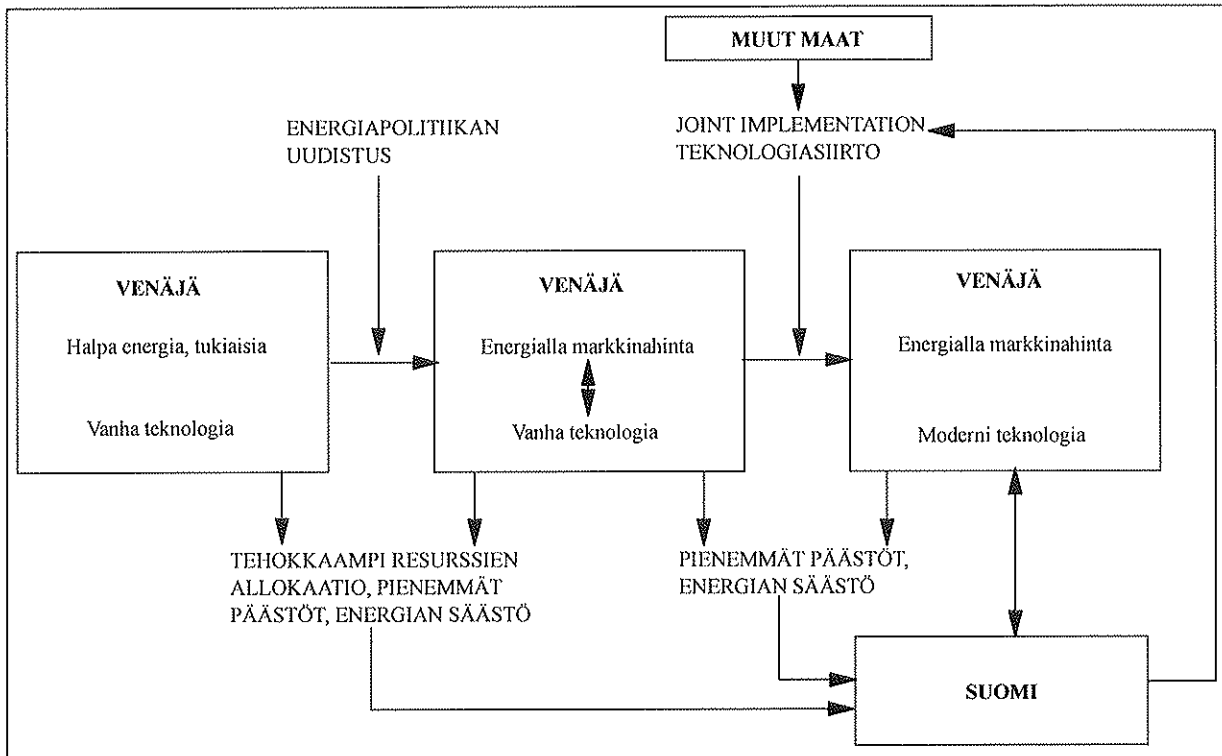 MUUT MAAT
ENERGIAPOLITIIKAN
UUDISTUS
JOINT IMPLEMENTATION
TEKNOLOGIASIIRTO
VENÄJÄ
Halpa energia, tukiaisia
Vanha teknologia
VENÄJÄ
Energialla markkinahinta
Vanha teknologia
VENÄJÄ
Energialla markkinahinta
Moderni teknologia
TEHOKKAAMPI RESURSSIEN
ALLOKAATIO, PIENEMMÄT
PÄÄSTÖT, ENERGIAN SÄÄSTÖ
PIENEMMÄT PÄÄSTÖT,
ENERGIAN SÄÄSTÖ
SUOMI